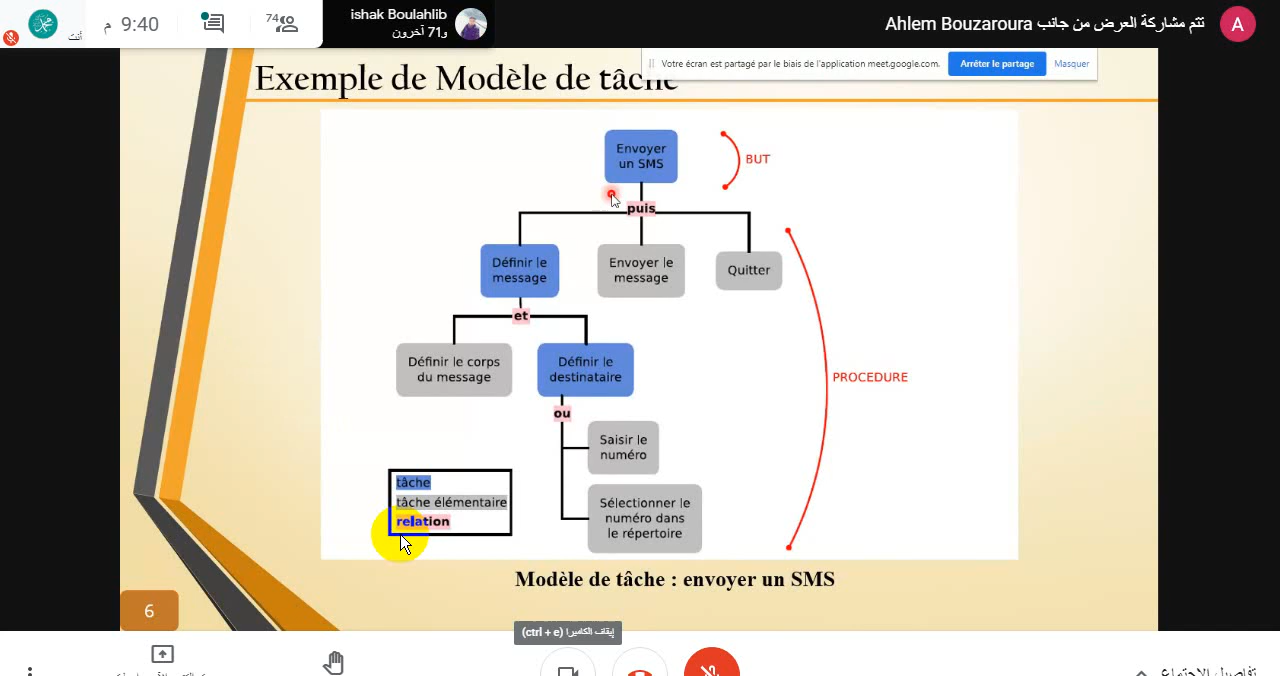 ishak Boulahlib
و71 آخرون
74
9:40 م
أنت
تتم مشاركة العرض من جانب Ahlem Bouzaroura
A
Votre écran est partagé par le biais de l'application meet.google.com.
Arrêter le partage
Masquer
Exemple de Modèle de tâche
Envoyer
un SMS
BUT
puis
Définir le
message
Envoyer le
message
Quitter
et
Définir le corps
du message
Définir le
destinataire
PROCEDURE
ou
Saisir le
numéro
Sélectionner le
numéro dans
le répertoire
tâche
tâche élémentaire
relation
Modèle de tâche : envoyer un SMS
6
إيقاف الكاميرا (ctrl + e)
تفاصيل الاجتماع